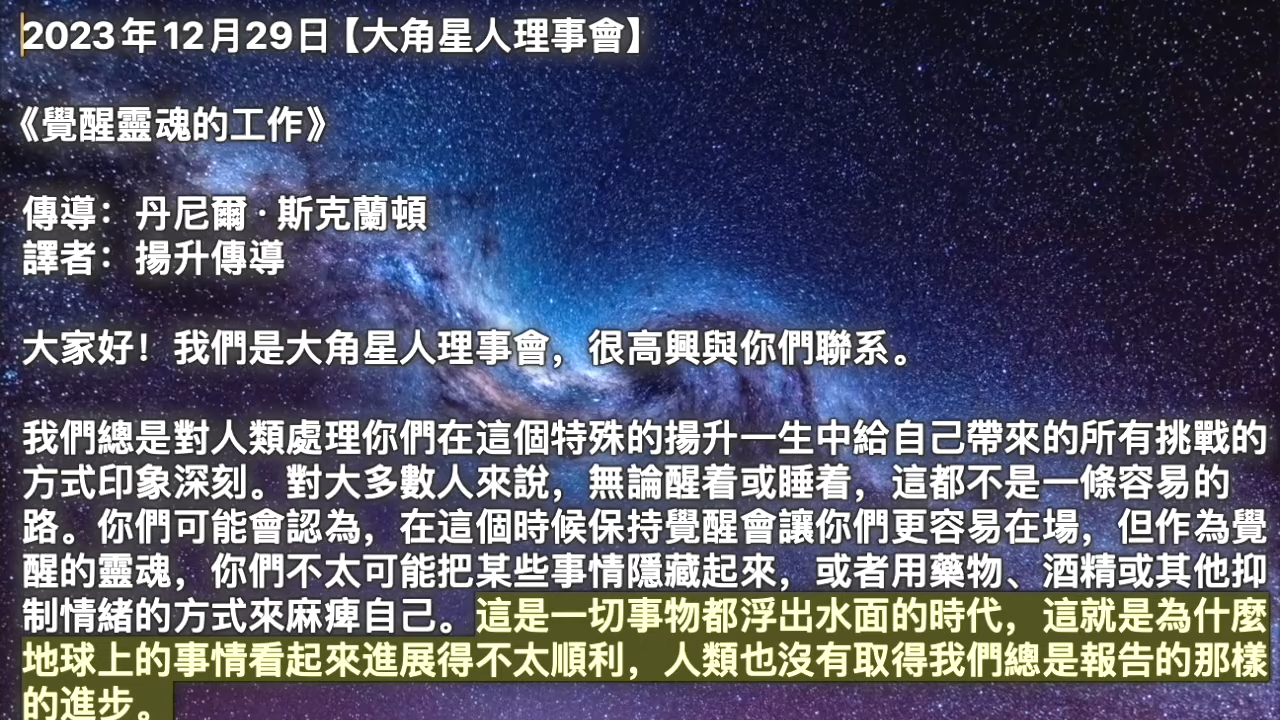 2023年12月29日【大角星人理事會】
《覺醒靈魂的工作》
傳導：丹尼爾·斯克蘭頓
譯者：揚升傳導
大家好！我們是大角星人理事會，很高興與你們聯系。
我們總是對人類處理你們在這個特殊的揚升一生中給自己帶來的所有挑戰的
方式印象深刻。對大多數人來說，無論醒着或睡着，這都不是一條容易的
路。你們可能會認為，在這個時候保持覺醒會讓你們更容易在場，但作為覺
醒的靈魂，你們不太可能把某些事情隱藏起來，或者用藥物、酒精或其他抑
制情緒的方式來麻痺自己。這是一切事物都浮出水面的時代，這就是為什麼
地球上的事情看起來進展得不太順利，人類也沒有取得我們總是報告的那樣
的進步。